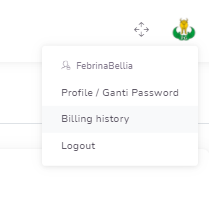 FebrinaBellia
Profile / Ganti Password
Billing history
Logout